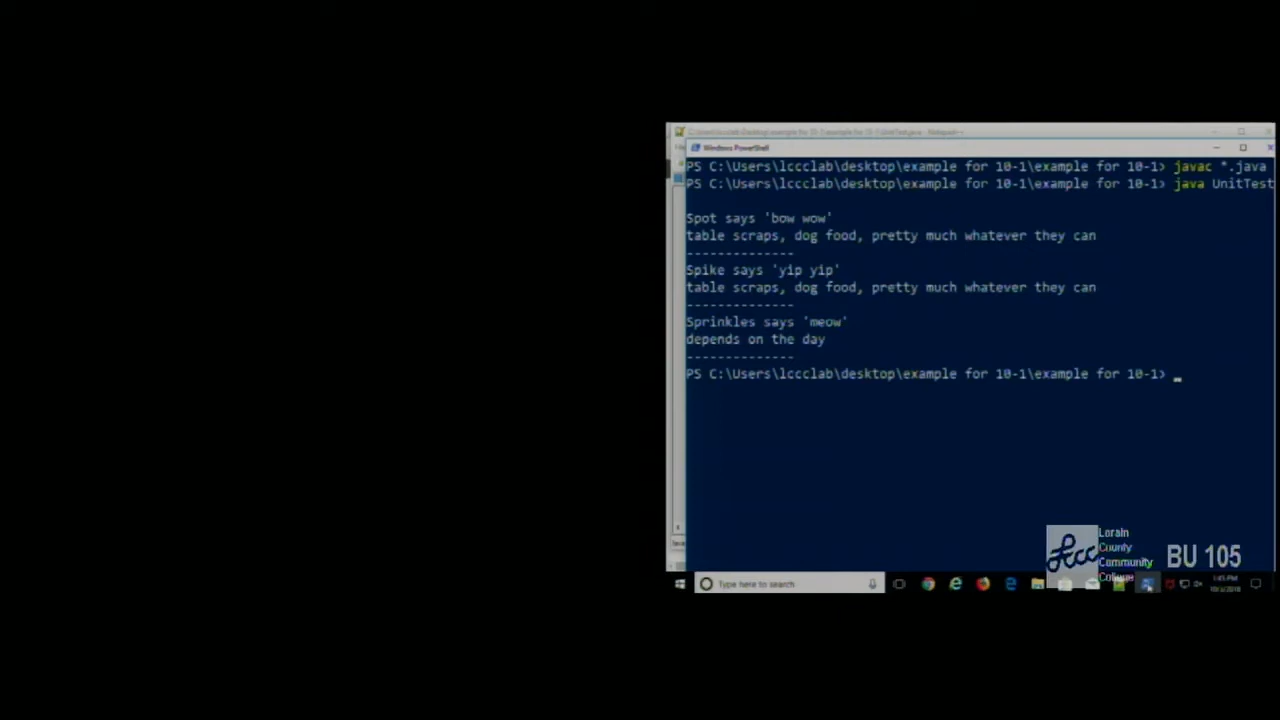 Windows PowerShell
PS C:\Users\lccclab\desktop\example for 10-1\example for 10-1> javac *.java
PS C:\Users\lccclab\desktop\example for 10-1\example for 10-1> java UnitTest
Spot says 'bow wow'
table scraps, dog food, pretty much whatever they can
--------------
Spike says 'yip yip'
table scraps, dog food, pretty much whatever they can
--------------
Sprinkles says 'meow'
depends on the day
--------------
PS C:\Users\lccclab\desktop\example for 10-1\example for 10-1> _
lccc
Lorain
County
Community
College
BU 105
Type here to search